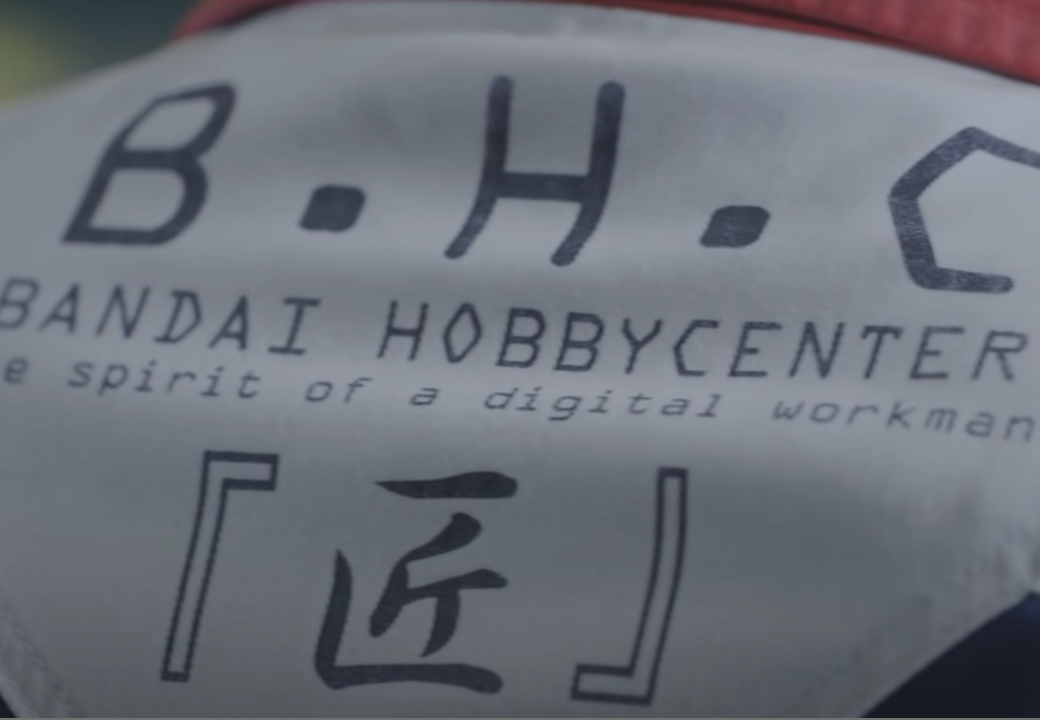 B・H・C
BANDAI HOBBYCENTER
e spirit of a digital workman
『匠』